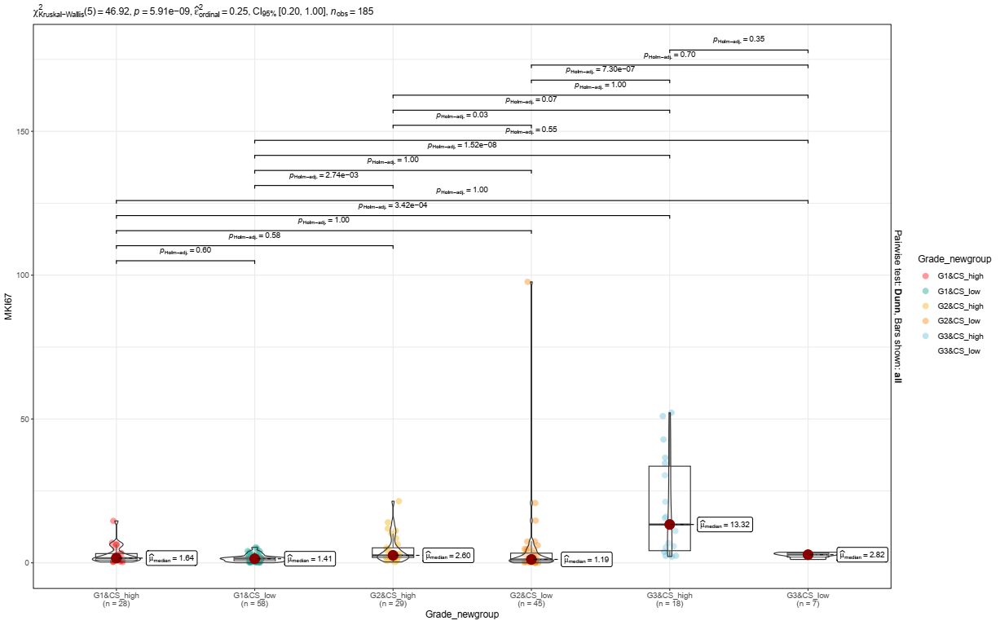 χ²Kruskal−Wallis(5) = 46.92, p = 5.91e−09, ε̂²ordinal = 0.25, CI95% [0.20, 1.00], nobs = 185
pHolm−adj. = 0.35
pHolm−adj. = 0.70
pHolm−adj. = 7.30e−07
pHolm−adj. = 1.00
pHolm−adj. = 0.07
pHolm−adj. = 0.03
pHolm−adj. = 0.55
pHolm−adj. = 1.52e−08
pHolm−adj. = 1.00
pHolm−adj. = 2.74e−03
pHolm−adj. = 1.00
pHolm−adj. = 3.42e−04
pHolm−adj. = 1.00
pHolm−adj. = 0.58
pHolm−adj. = 0.60
150
100
50
0
MKI67
μ̂median = 1.64
μ̂median = 1.41
μ̂median = 2.60
μ̂median = 1.19
μ̂median = 13.32
μ̂median = 2.82
G1&CS_high
(n = 28)
G1&CS_low
(n = 58)
G2&CS_high
(n = 29)
G2&CS_low
(n = 45)
G3&CS_high
(n = 18)
G3&CS_low
(n = 7)
Grade_newgroup
Pairwise test: Dunn, Bars shown: all
Grade_newgroup
G1&CS_high
G1&CS_low
G2&CS_high
G2&CS_low
G3&CS_high
G3&CS_low